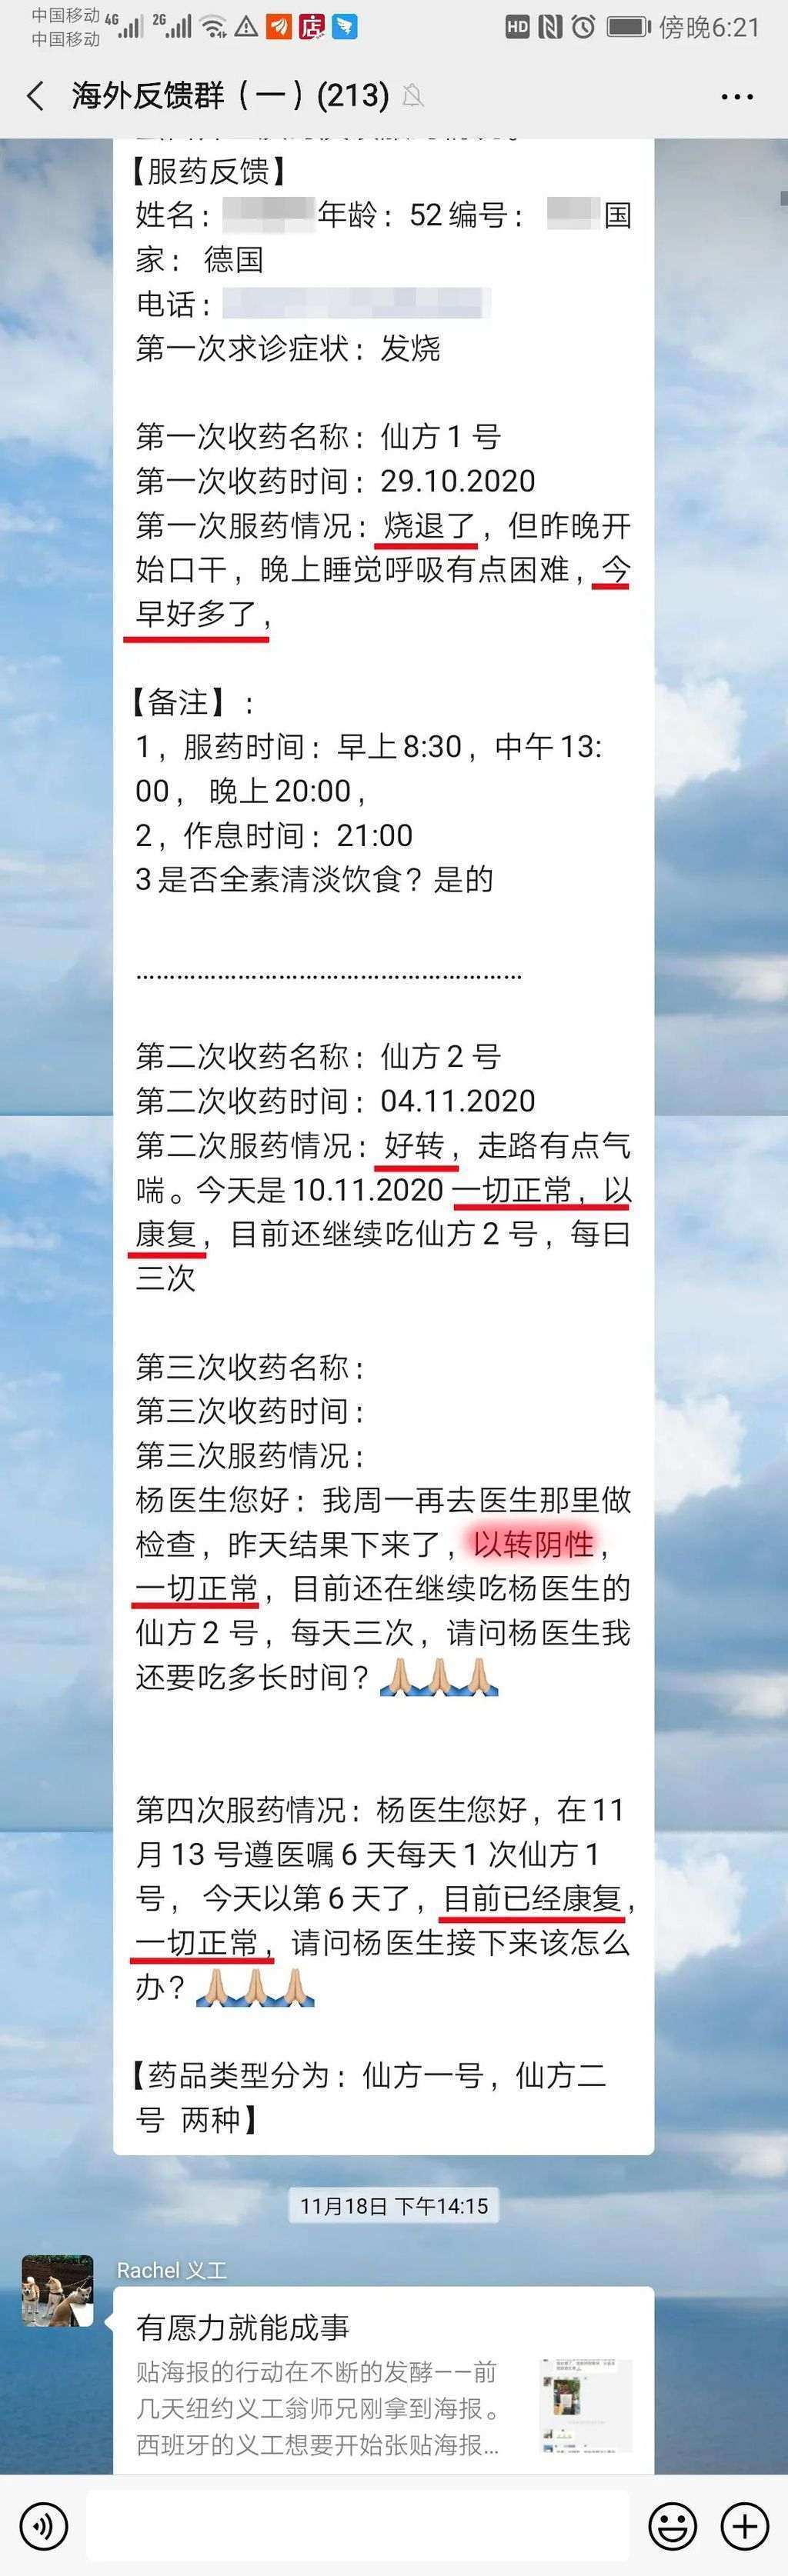 中国移动 4G 2G HD 傍晚6:21
中国移动
海外反馈群（一）(213)
【服药反馈】
姓名： 年龄：52 编号： 国
家： 德国
电话：
第一次求诊症状：发烧
第一次收药名称：仙方1号
第一次收药时间：29.10.2020
第一次服药情况：烧退了，但昨晚开
始口干，晚上睡觉呼吸有点困难，今
早好多了，
【备注】：
1，服药时间：早上8:30，中午13:
00， 晚上20:00，
2，作息时间：21:00
3是否全素清淡饮食？是的
………………………………………………
第二次收药名称：仙方2号
第二次收药时间：04.11.2020
第二次服药情况：好转，走路有点气
喘。今天是10.11.2020一切正常，以
康复，目前还继续吃仙方2号，每曰
三次
第三次收药名称：
第三次收药时间：
第三次服药情况：
杨医生您好：我周一再去医生那里做
检查，昨天结果下来了，以转阴性，
一切正常，目前还在继续吃杨医生的
仙方2号，每天三次，请问杨医生我
还要吃多长时间？🙏🙏🙏
第四次服药情况：杨医生您好，在11
月13号遵医嘱6天每天1次仙方1
号， 今天以第6天了，目前已经康复，
一切正常，请问杨医生接下来该怎么
办？🙏🙏🙏
【药品类型分为：仙方一号，仙方二
号 两种】
11月18日 下午14:15
Rachel 义工
有愿力就能成事
贴海报的行动在不断的发酵——前
几天纽约义工翁师兄刚拿到海报。
西班牙的义工想要开始张贴海报...